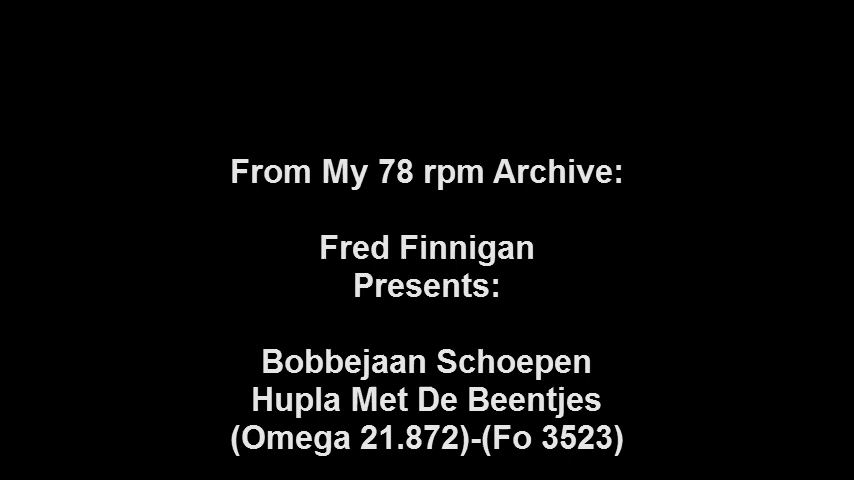 From My 78 rpm Archive:
Fred Finnigan
Presents:
Bobbejaan Schoepen
Hupla Met De Beentjes
(Omega 21.872)-(Fo 3523)